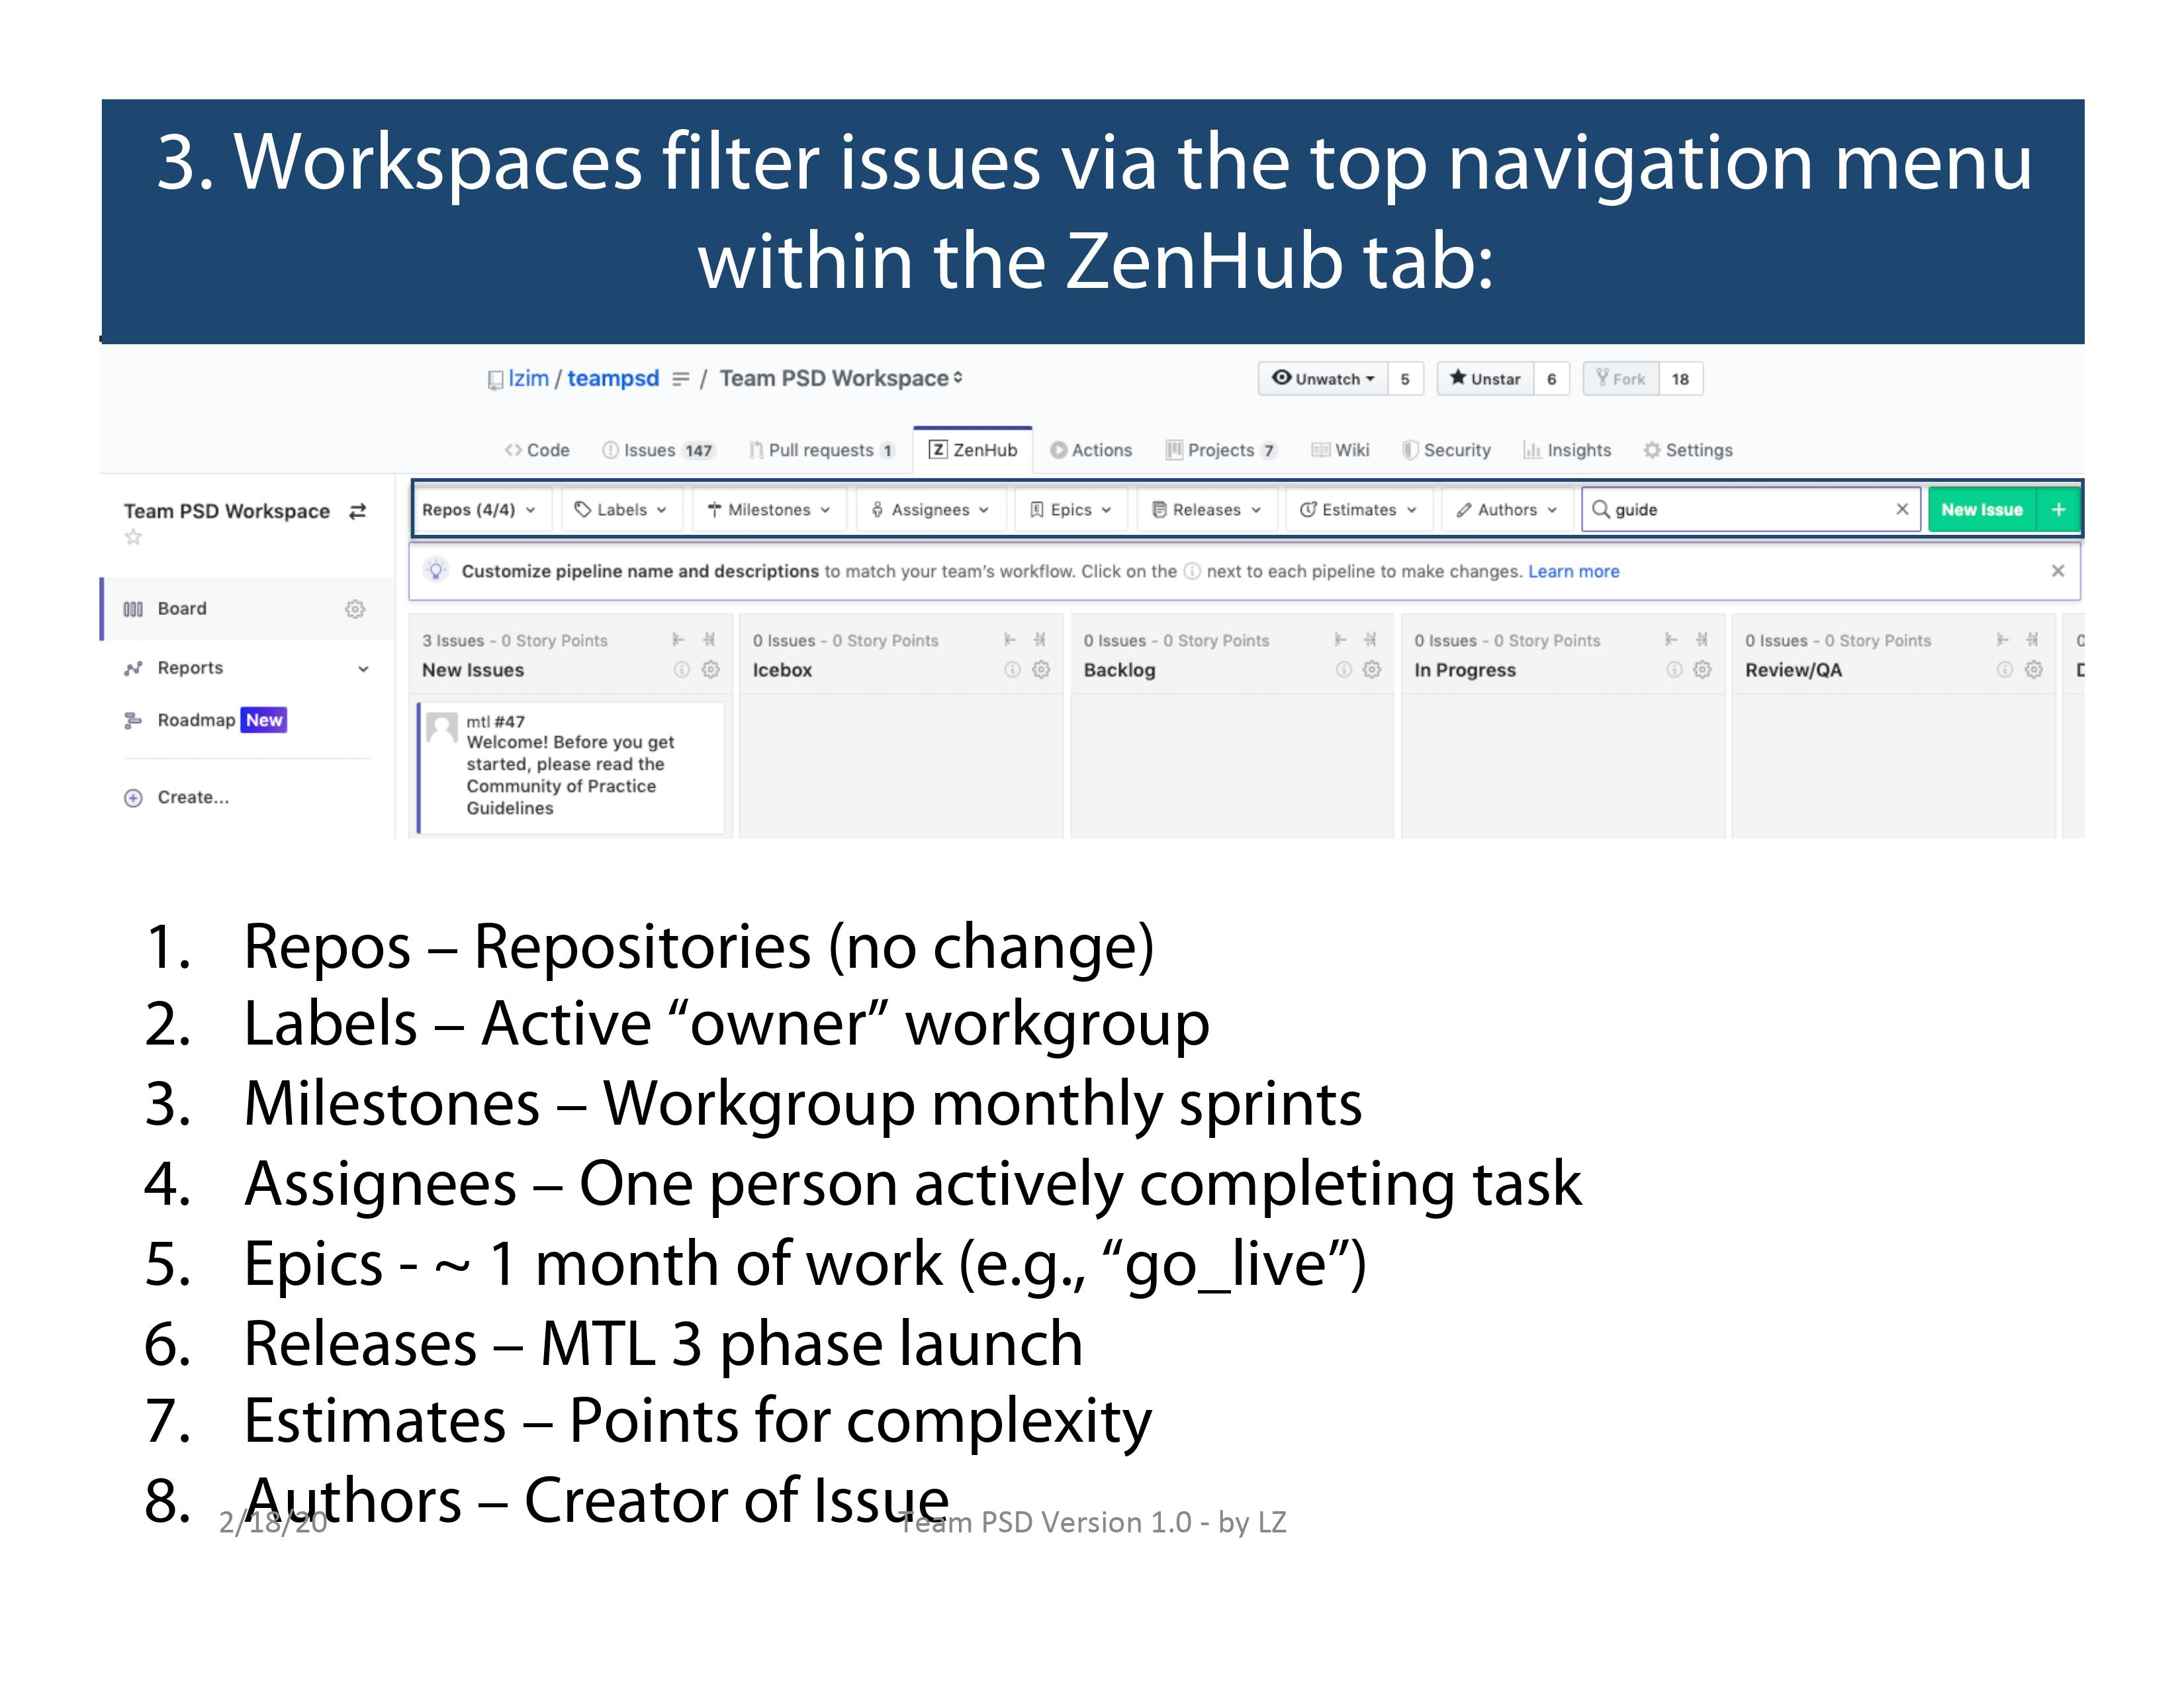 3. Workspaces filter issues via the top navigation menu
within the ZenHub tab:
lzim / teampsd / Team PSD Workspace
Unwatch 5 Unstar 6 Fork 18
Code Issues 147 Pull requests 1 ZenHub Actions Projects 7 Wiki Security Insights Settings
Team PSD Workspace
Repos (4/4) Labels Milestones Assignees Epics Releases Estimates Authors guide New Issue +
Customize pipeline name and descriptions to match your team's workflow. Click on the ⓘ next to each pipeline to make changes. Learn more
Board
Reports
Roadmap New
Create...
3 Issues - 0 Story Points
New Issues
0 Issues - 0 Story Points
Icebox
0 Issues - 0 Story Points
Backlog
0 Issues - 0 Story Points
In Progress
0 Issues - 0 Story Points
Review/QA
mtl #47
Welcome! Before you get
started, please read the
Community of Practice
Guidelines
1. Repos – Repositories (no change)
2. Labels – Active “owner” workgroup
3. Milestones – Workgroup monthly sprints
4. Assignees – One person actively completing task
5. Epics - ~ 1 month of work (e.g., “go_live”)
6. Releases – MTL 3 phase launch
7. Estimates – Points for complexity
8. Authors – Creator of Issue
2/18/20
Team PSD Version 1.0 - by LZ